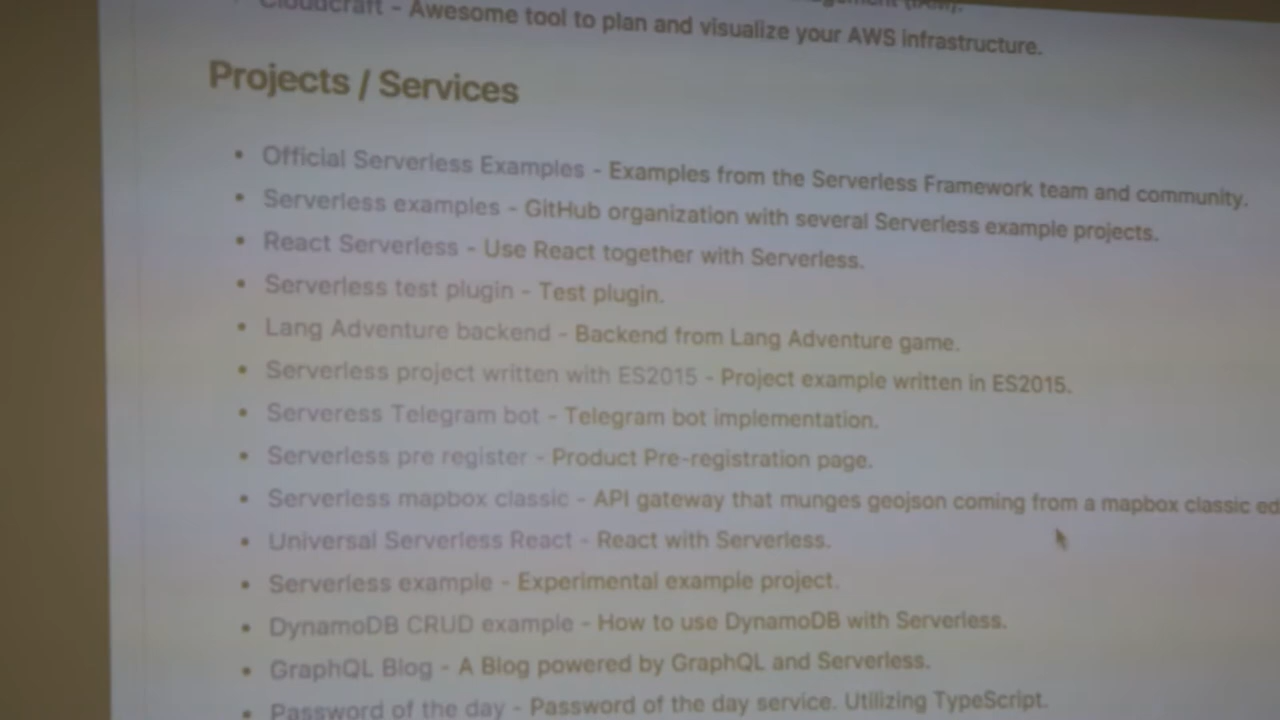 Cloudcraft - Awesome tool to plan and visualize your AWS infrastructure.
Projects / Services
• Official Serverless Examples - Examples from the Serverless Framework team and community.
• Serverless examples - GitHub organization with several Serverless example projects.
• React Serverless - Use React together with Serverless.
• Serverless test plugin - Test plugin.
• Lang Adventure backend - Backend from Lang Adventure game.
• Serverless project written with ES2015 - Project example written in ES2015.
• Serveress Telegram bot - Telegram bot implementation.
• Serverless pre register - Product Pre-registration page.
• Serverless mapbox classic - API gateway that munges geojson coming from a mapbox classic ed
• Universal Serverless React - React with Serverless.
• Serverless example - Experimental example project.
• DynamoDB CRUD example - How to use DynamoDB with Serverless.
• GraphQL Blog - A Blog powered by GraphQL and Serverless.
• Password of the day - Password of the day service. Utilizing TypeScript.